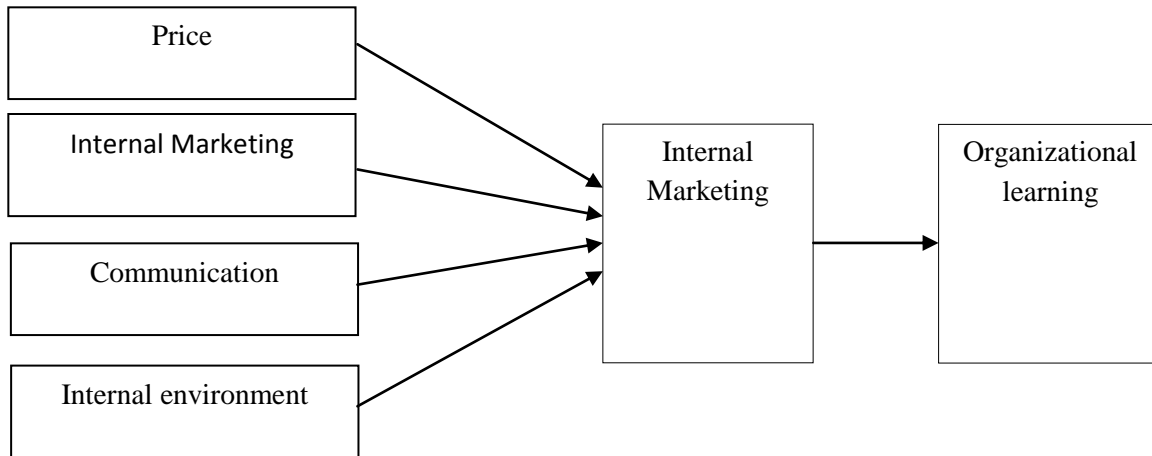 Price
Internal Marketing
Communication
Internal environment
Internal
Marketing
Organizational
learning